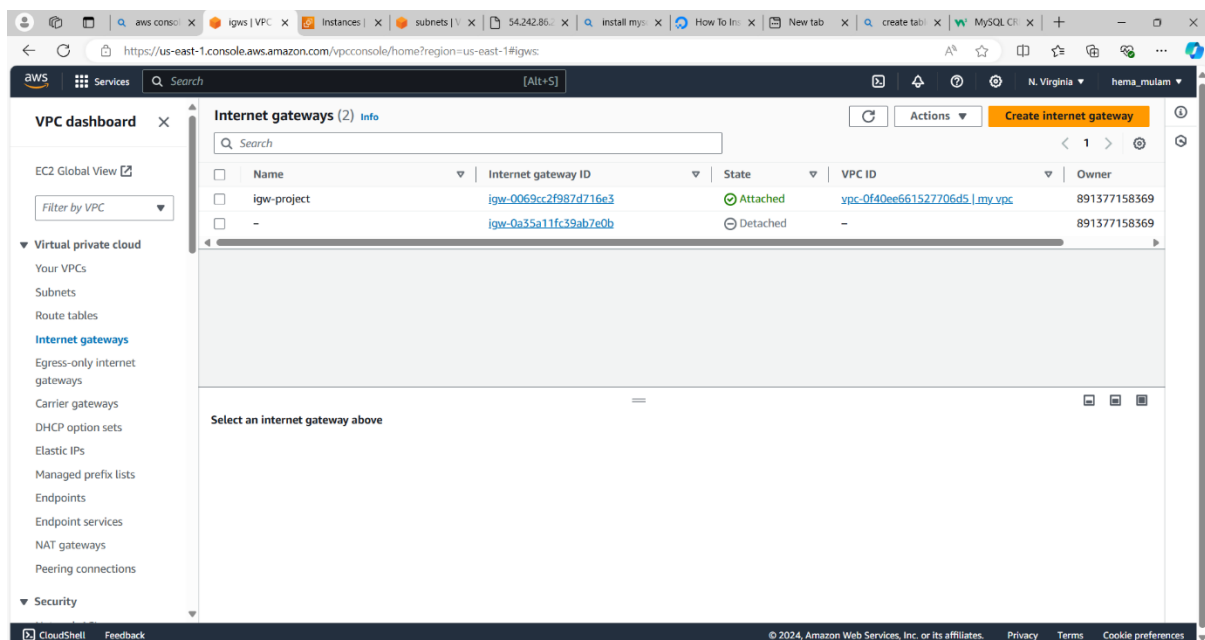 aws consol
igws | VPC
Instances |
subnets | V
54.242.86.2
install mys
How To Ins
New tab
create tabl
MySQL CR
https://us-east-1.console.aws.amazon.com/vpcconsole/home?region=us-east-1#igws:
aws Services Search [Alt+S] N. Virginia hema_mulam
VPC dashboard
EC2 Global View
Filter by VPC
Virtual private cloud
Your VPCs
Subnets
Route tables
Internet gateways
Egress-only internet
gateways
Carrier gateways
DHCP option sets
Elastic IPs
Managed prefix lists
Endpoints
Endpoint services
NAT gateways
Peering connections
Security
Internet gateways (2) Info
Actions Create internet gateway
Search
1
Name Internet gateway ID State VPC ID Owner
igw-project igw-0069cc2f987d716e3 Attached vpc-0f40ee661527706d5 | my vpc 891377158369
– igw-0a35a11fc39ab7e0b Detached – 891377158369
Select an internet gateway above
CloudShell Feedback © 2024, Amazon Web Services, Inc. or its affiliates. Privacy Terms Cookie preferences